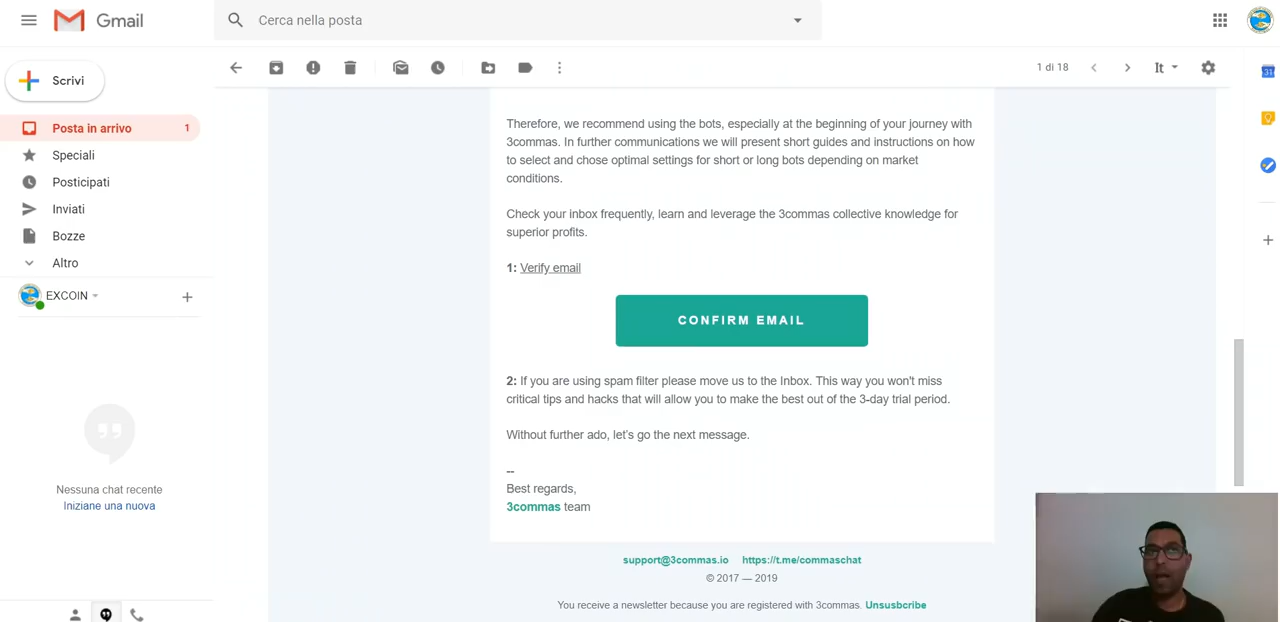 Gmail
Cerca nella posta
Scrivi
1 di 18
It
31
Posta in arrivo 1
Speciali
Posticipati
Inviati
Bozze
Altro
EXCOIN
Nessuna chat recente
Iniziane una nuova
Therefore, we recommend using the bots, especially at the beginning of your journey with
3commas. In further communications we will present short guides and instructions on how
to select and chose optimal settings for short or long bots depending on market
conditions.
Check your inbox frequently, learn and leverage the 3commas collective knowledge for
superior profits.
1: Verify email
CONFIRM EMAIL
2: If you are using spam filter please move us to the Inbox. This way you won't miss
critical tips and hacks that will allow you to make the best out of the 3-day trial period.
Without further ado, let's go the next message.
--
Best regards,
3commas team
support@3commas.io https://t.me/commaschat
© 2017 — 2019
You receive a newsletter because you are registered with 3commas. Unsusbcribe